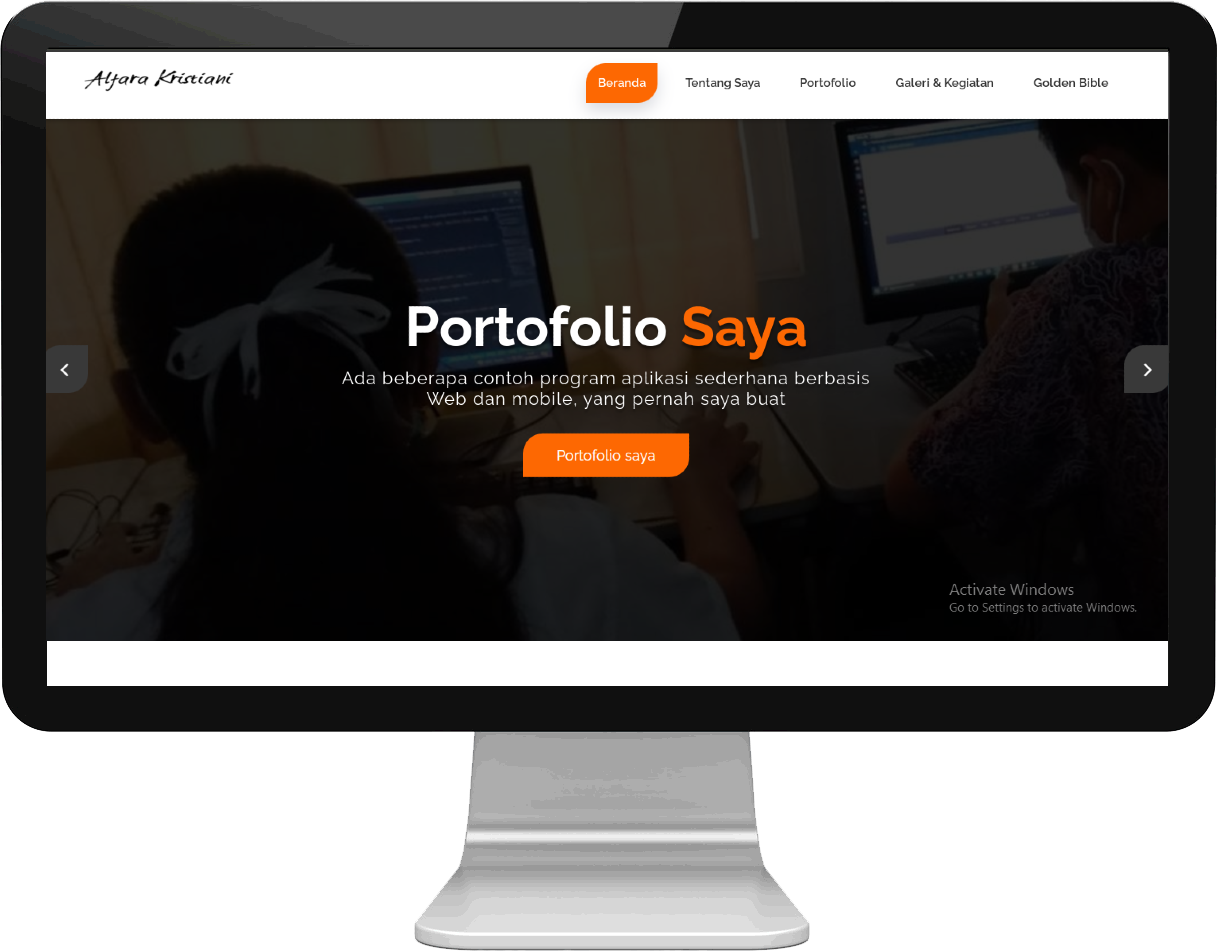 Alfara Kristiani
Beranda
Tentang Saya
Portofolio
Galeri & Kegiatan
Golden Bible
Portofolio Saya
Ada beberapa contoh program aplikasi sederhana berbasis
Web dan mobile, yang pernah saya buat
Portofolio saya
Activate Windows
Go to Settings to activate Windows.